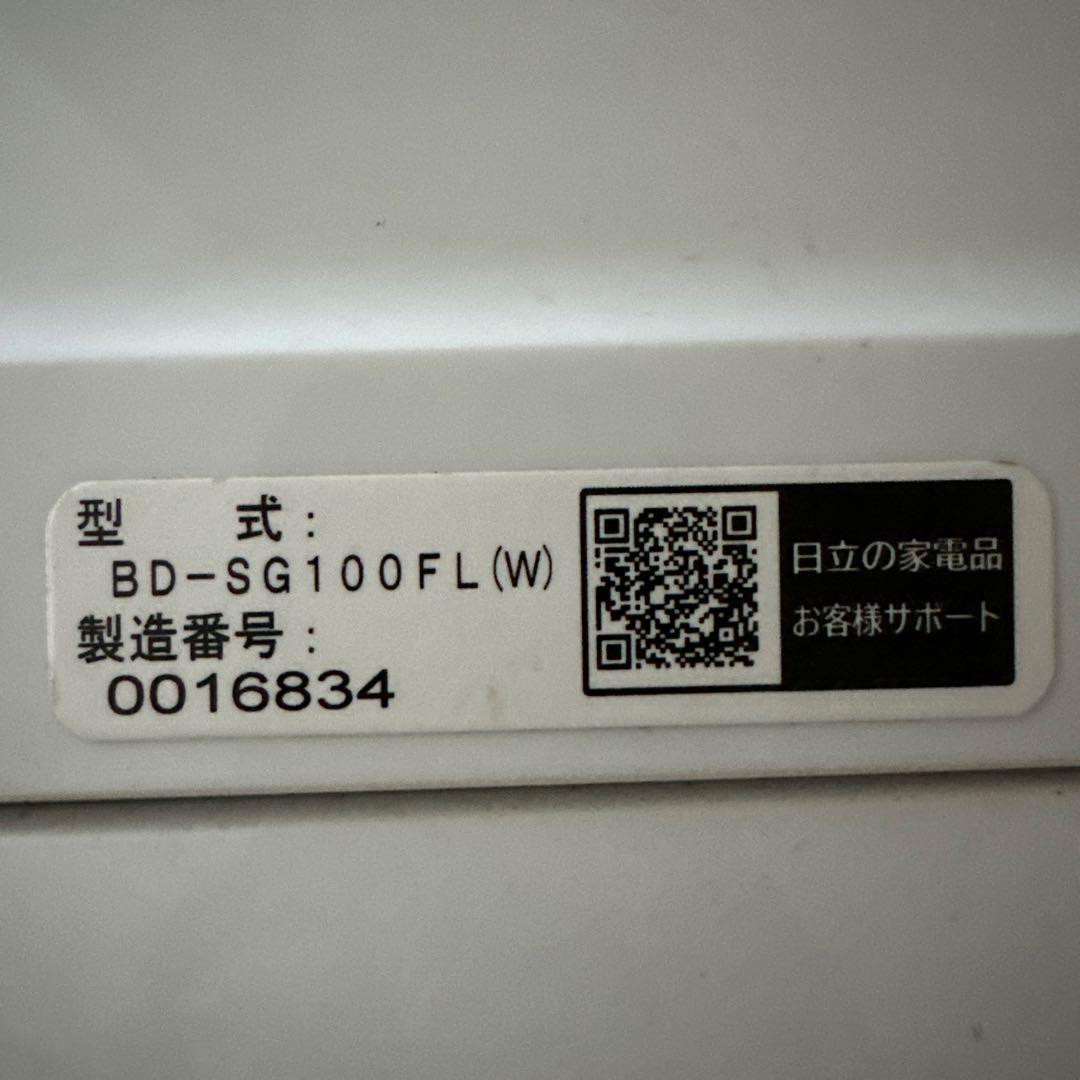 型　　式：
BD-SG100FL(W)
製造番号：
0016834
日立の家電品
お客様サポート